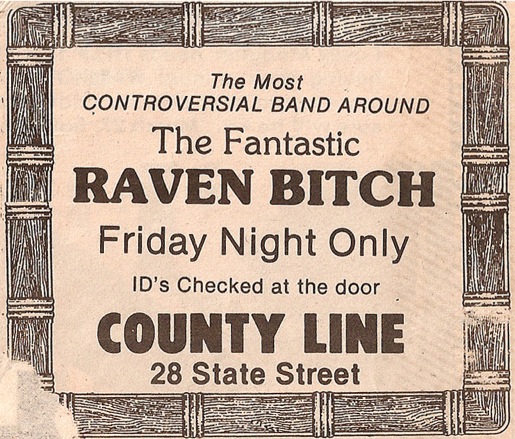 The Most
CONTROVERSIAL BAND AROUND
The Fantastic
RAVEN BITCH
Friday Night Only
ID's Checked at the door
COUNTY LINE
28 State Street